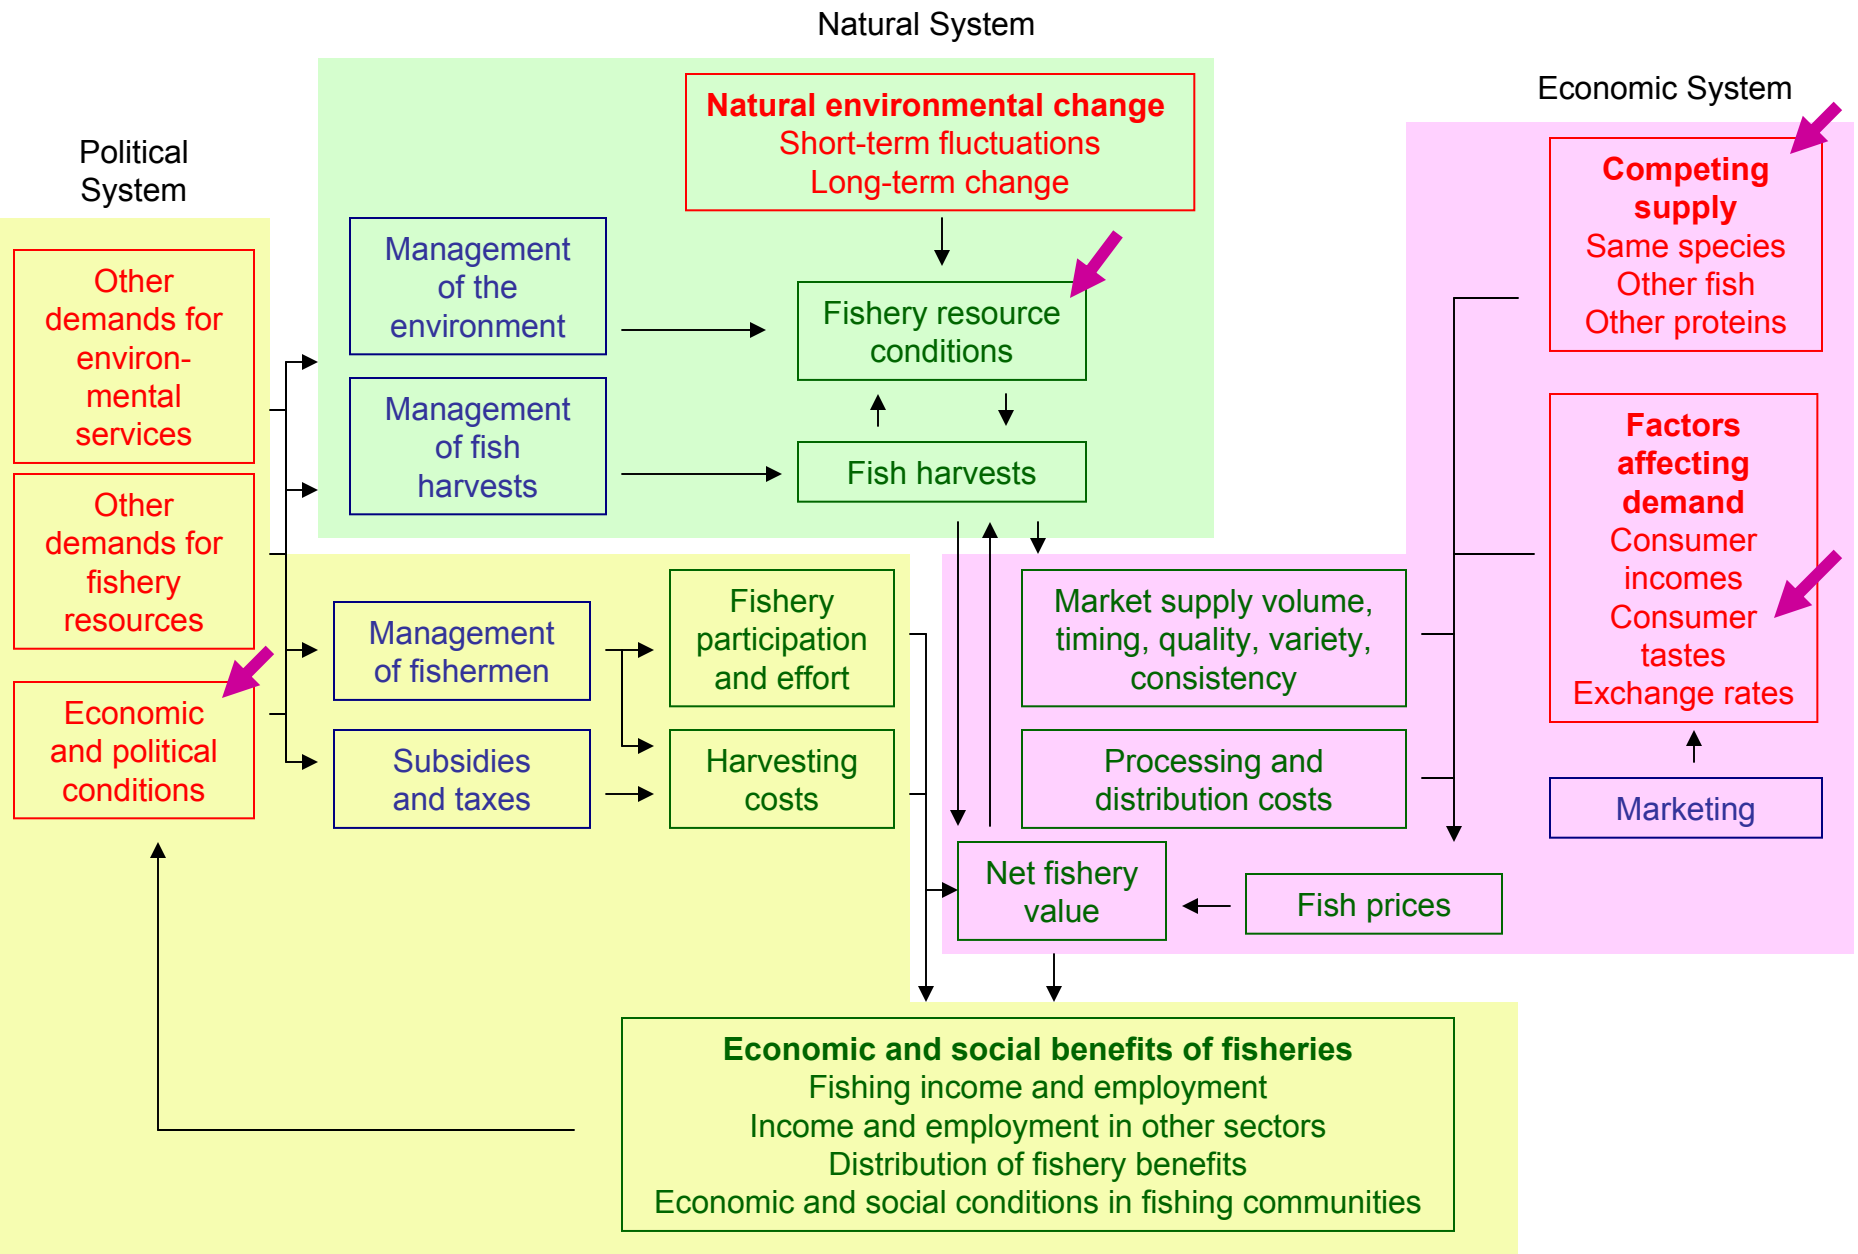 Natural System
Economic System
Political
System
Natural environmental change
Short-term fluctuations
Long-term change
Competing
supply
Same species
Other fish
Other proteins
Other
demands for
environ-
mental
services
Management
of the
environment
Fishery resource
conditions
Management
of fish
harvests
Fish harvests
Factors
affecting
demand
Consumer
incomes
Consumer
tastes
Exchange rates
Other
demands for
fishery
resources
Management
of fishermen
Fishery
participation
and effort
Market supply volume,
timing, quality, variety,
consistency
Economic
and political
conditions
Subsidies
and taxes
Harvesting
costs
Processing and
distribution costs
Marketing
Net fishery
value
Fish prices
Economic and social benefits of fisheries
Fishing income and employment
Income and employment in other sectors
Distribution of fishery benefits
Economic and social conditions in fishing communities